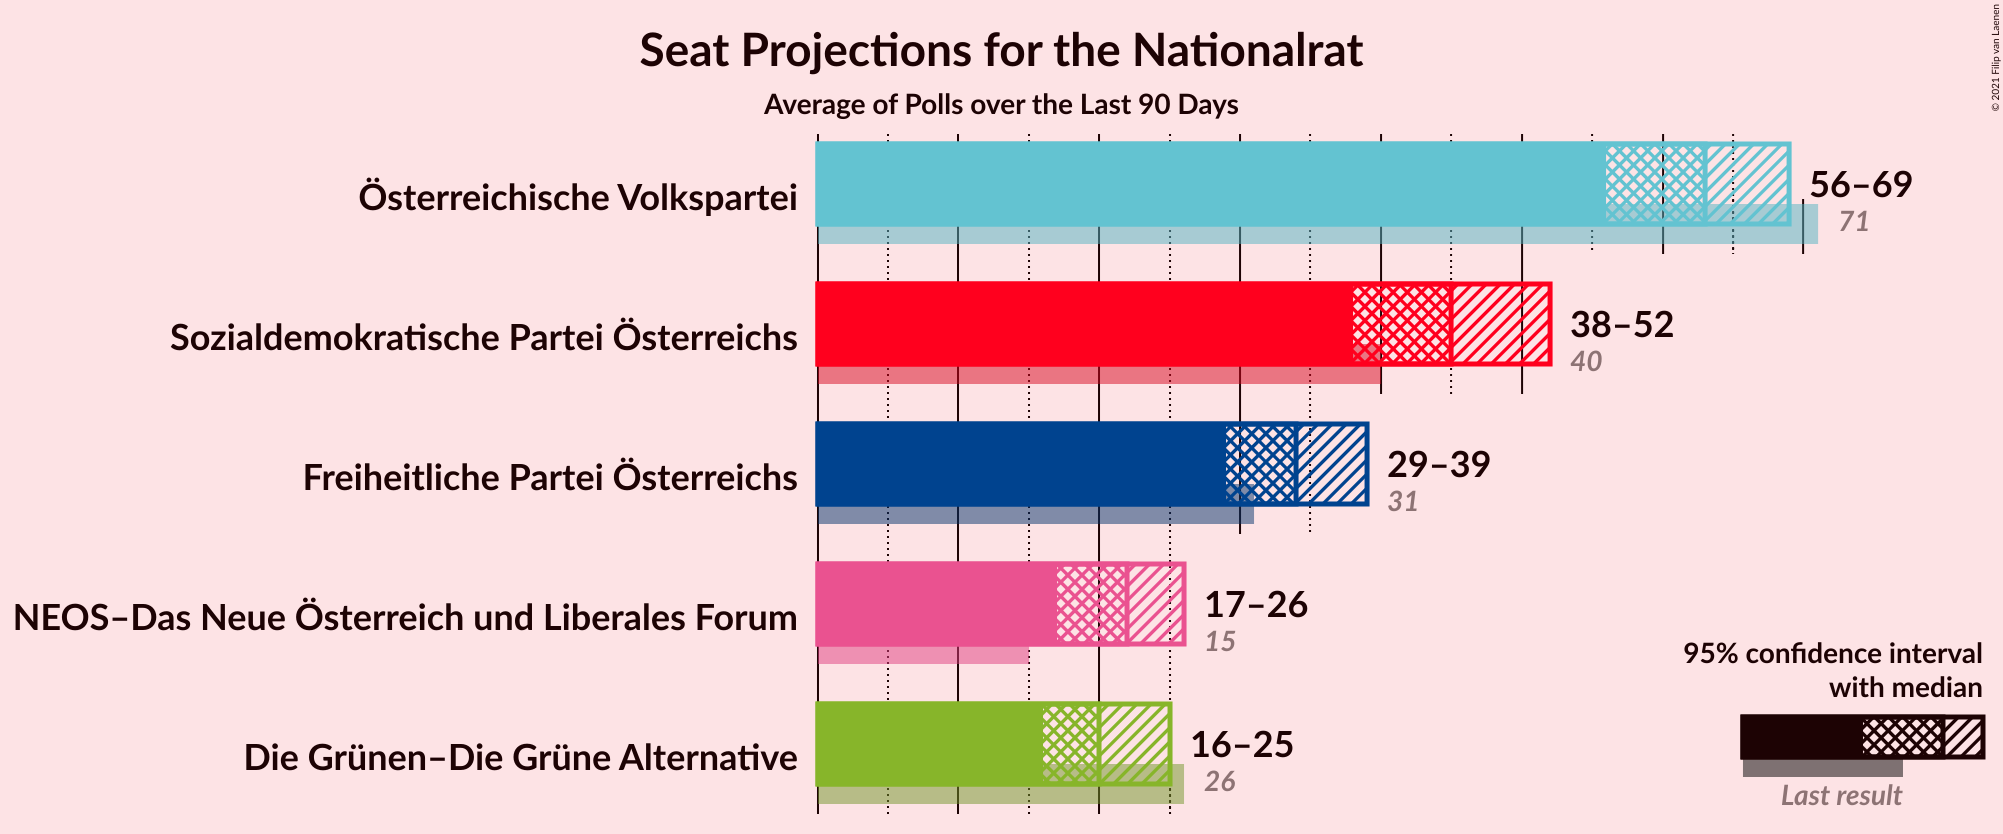 Seat Projections for the Nationalrat
Average of Polls over the Last 90 Days
© 2021 Filip van Laenen
Österreichische Volkspartei
56–69
71
Sozialdemokratische Partei Österreichs
38–52
40
Freiheitliche Partei Österreichs
29–39
31
NEOS–Das Neue Österreich und Liberales Forum
17–26
15
Die Grünen–Die Grüne Alternative
16–25
26
95% confidence interval
with median
Last result